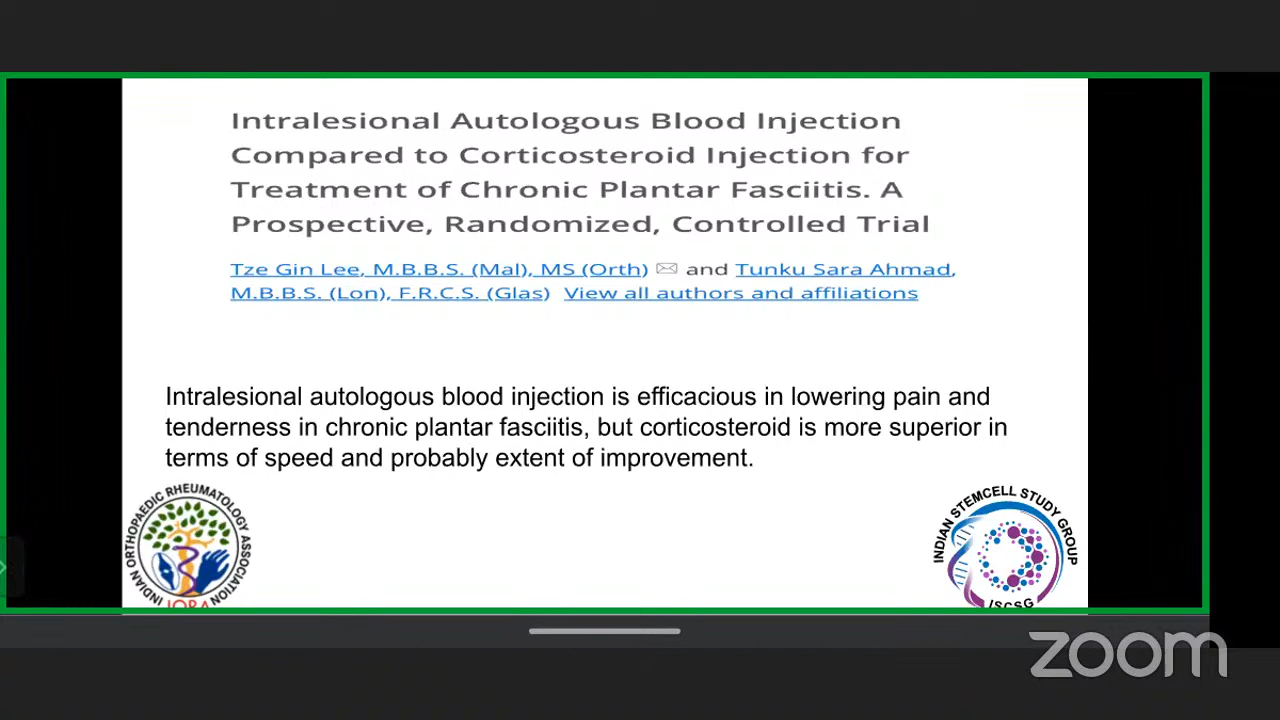 Intralesional Autologous Blood Injection
Compared to Corticosteroid Injection for
Treatment of Chronic Plantar Fasciitis. A
Prospective, Randomized, Controlled Trial
Tze Gin Lee, M.B.B.S. (Mal), MS (Orth) and Tunku Sara Ahmad,
M.B.B.S. (Lon), F.R.C.S. (Glas) View all authors and affiliations
Intralesional autologous blood injection is efficacious in lowering pain and
tenderness in chronic plantar fasciitis, but corticosteroid is more superior in
terms of speed and probably extent of improvement.
INDIAN ORTHOPAEDIC RHEUMATOLOGY ASSOCIATION
IORA
INDIAN STEMCELL STUDY GROUP
ISCSG
zoom